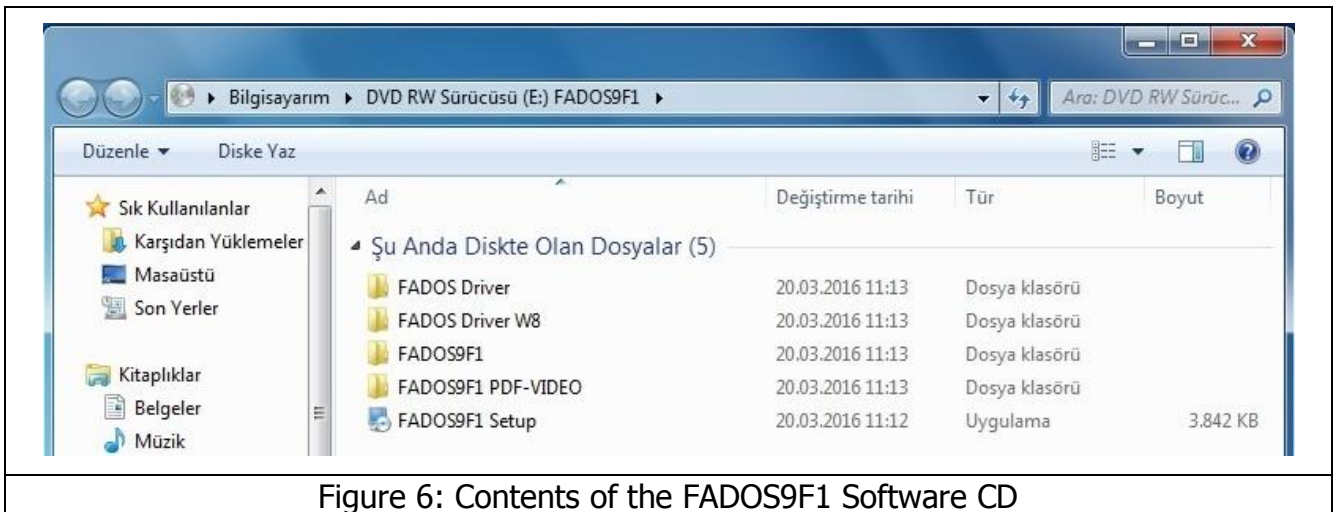 Bilgisayarım DVD RW Sürücüsü (E:) FADOS9F1 Ara: DVD RW Sürüc...
Düzenle Diske Yaz
Sık Kullanılanlar
Karşıdan Yüklemeler
Masaüstü
Son Yerler
Kitaplıklar
Belgeler
Müzik
Ad Değiştirme tarihi Tür Boyut
Şu Anda Diskte Olan Dosyalar (5)
FADOS Driver 20.03.2016 11:13 Dosya klasörü
FADOS Driver W8 20.03.2016 11:13 Dosya klasörü
FADOS9F1 20.03.2016 11:13 Dosya klasörü
FADOS9F1 PDF-VIDEO 20.03.2016 11:13 Dosya klasörü
FADOS9F1 Setup 20.03.2016 11:12 Uygulama 3.842 KB
Figure 6: Contents of the FADOS9F1 Software CD